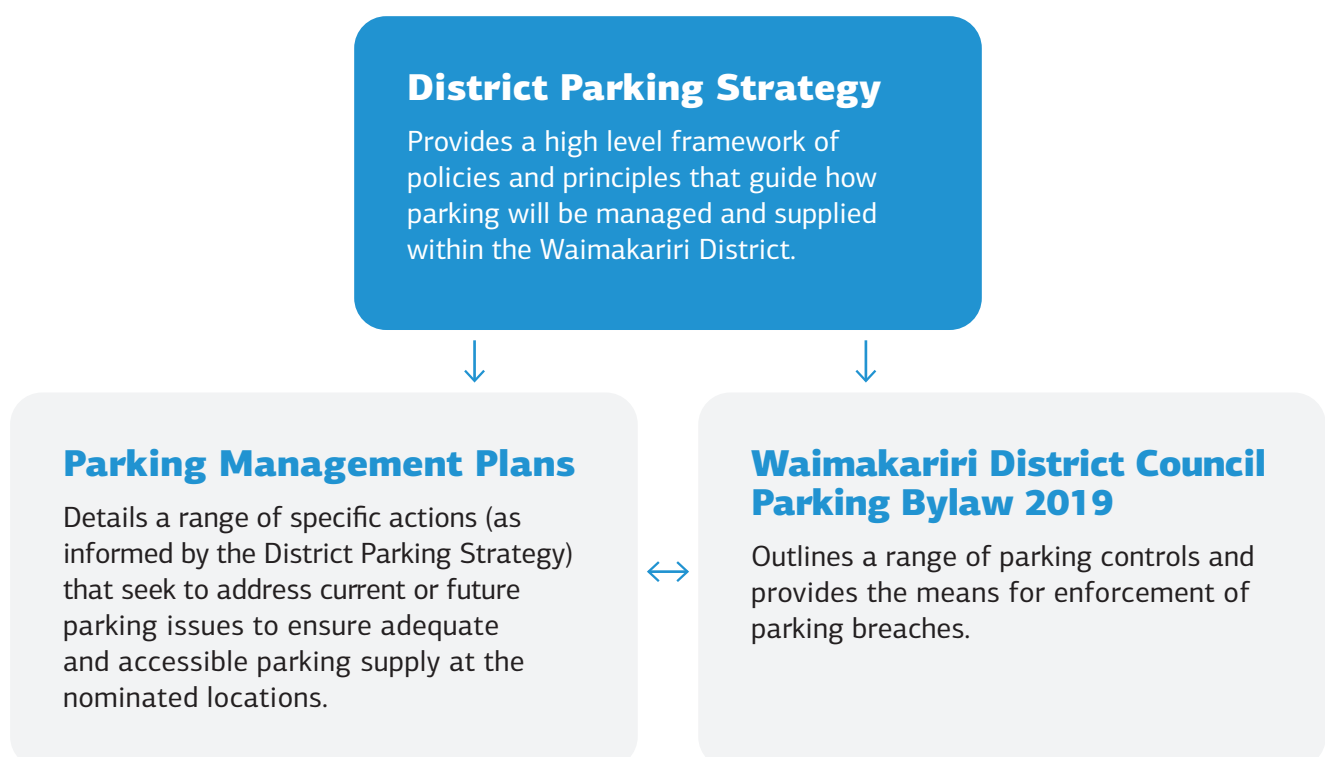 District Parking Strategy
Provides a high level framework of
policies and principles that guide how
parking will be managed and supplied
within the Waimakariri District.
Parking Management Plans
Details a range of specific actions (as
informed by the District Parking Strategy)
that seek to address current or future
parking issues to ensure adequate
and accessible parking supply at the
nominated locations.
Waimakariri District Council
Parking Bylaw 2019
Outlines a range of parking controls and
provides the means for enforcement of
parking breaches.